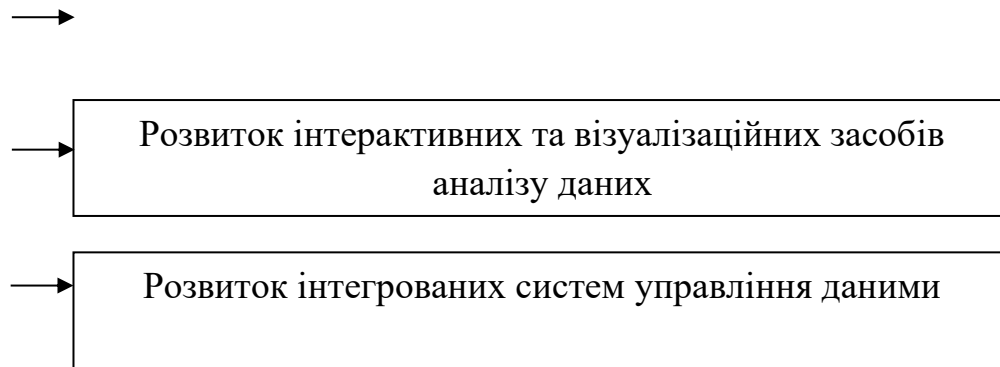 Розвиток інтерактивних та візуалізаційних засобів
аналізу даних
Розвиток інтегрованих систем управління даними